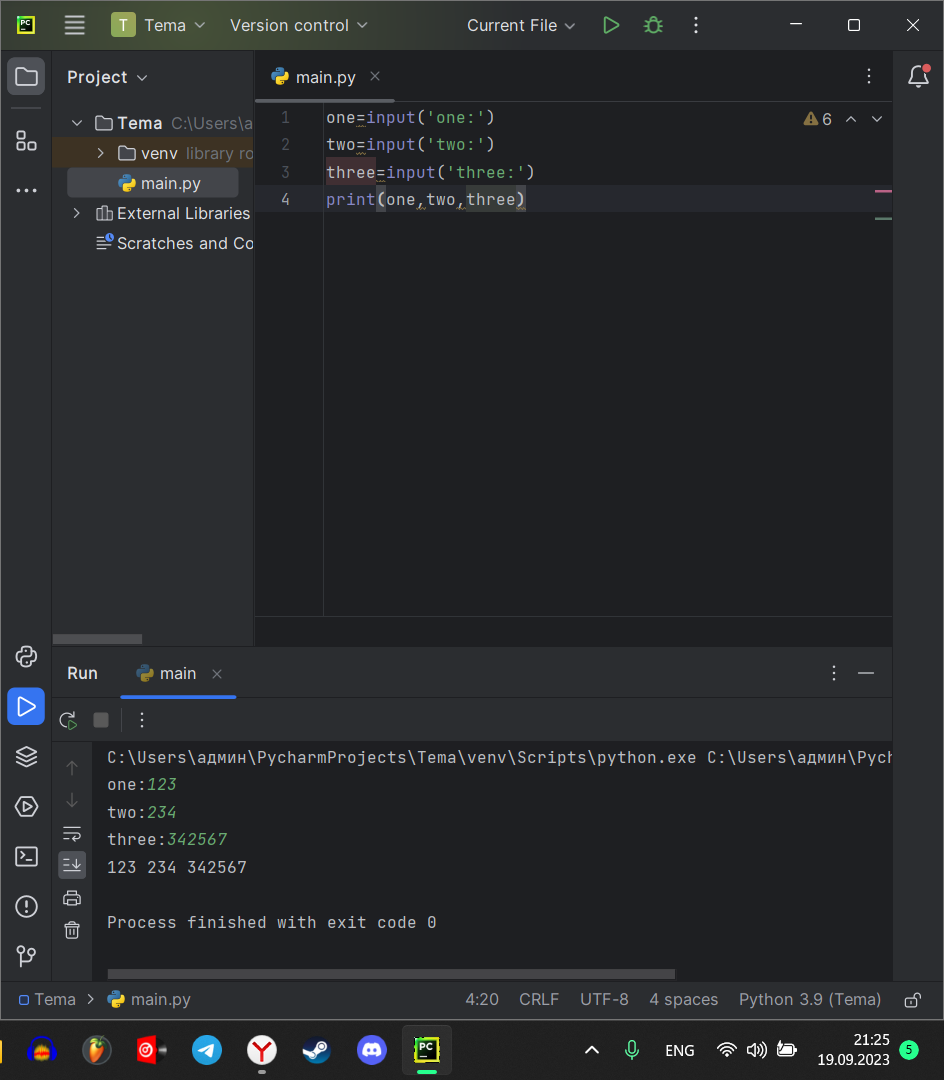 PC T Tema Version control Current File
Project
main.py
Tema C:\Users\a
venv library ro
main.py
External Libraries
Scratches and Co
1 one=input('one:')
2 two=input('two:')
3 three=input('three:')
4 print(one,two,three)
6
Run main
C:\Users\админ\PycharmProjects\Tema\venv\Scripts\python.exe C:\Users\админ\Pych
one:123
two:234
three:342567
123 234 342567
Process finished with exit code 0
Tema main.py 4:20 CRLF UTF-8 4 spaces Python 3.9 (Tema)
PC ENG 21:25
19.09.2023 5